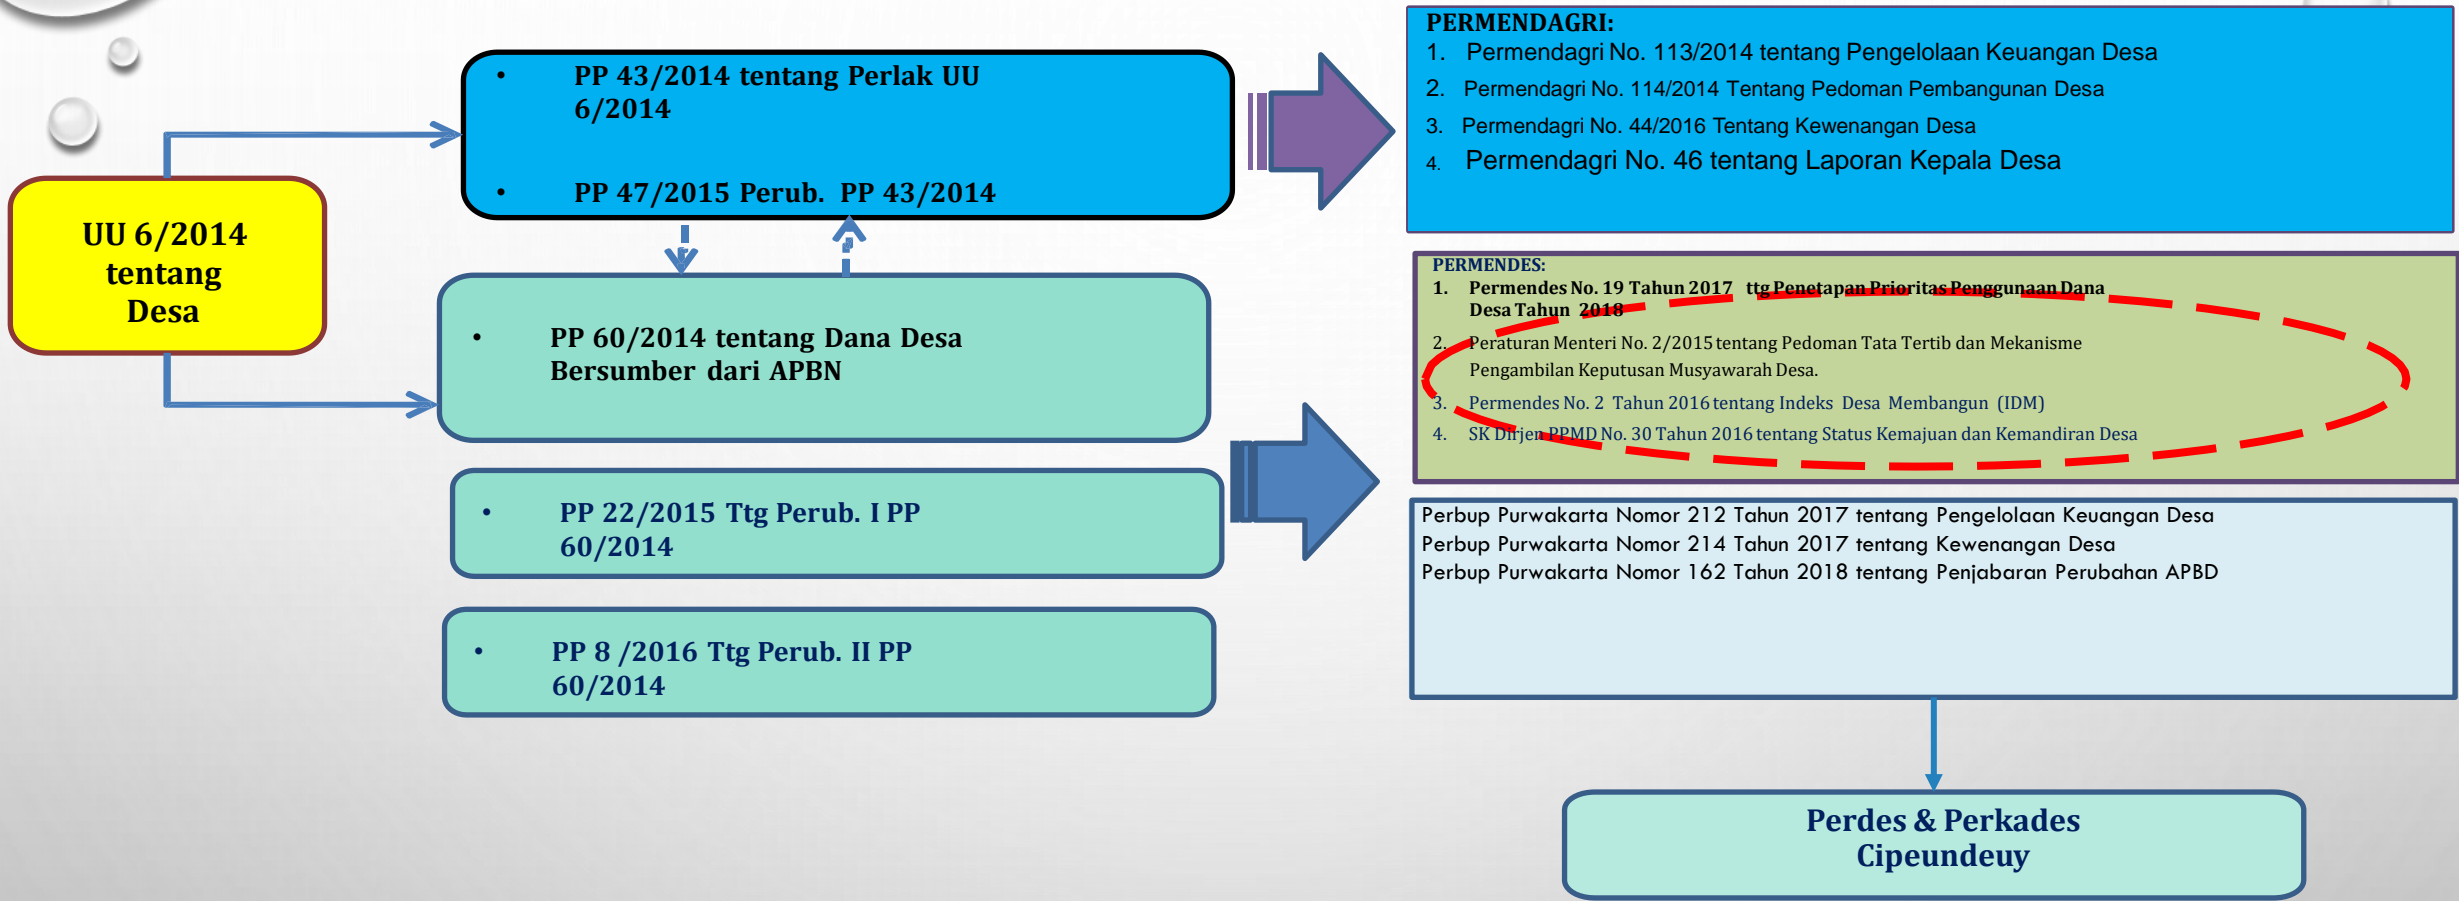 UU 6/2014
tentang
Desa
• PP 43/2014 tentang Perlak UU
6/2014
• PP 47/2015 Perub. PP 43/2014
• PP 60/2014 tentang Dana Desa
Bersumber dari APBN
• PP 22/2015 Ttg Perub. I PP
60/2014
• PP 8 /2016 Ttg Perub. II PP
60/2014
PERMENDAGRI:
1. Permendagri No. 113/2014 tentang Pengelolaan Keuangan Desa
2. Permendagri No. 114/2014 Tentang Pedoman Pembangunan Desa
3. Permendagri No. 44/2016 Tentang Kewenangan Desa
4. Permendagri No. 46 tentang Laporan Kepala Desa
PERMENDES:
1. Permendes No. 19 Tahun 2017 ttg Penetapan Prioritas Penggunaan Dana
Desa Tahun 2018
2. Peraturan Menteri No. 2/2015 tentang Pedoman Tata Tertib dan Mekanisme
Pengambilan Keputusan Musyawarah Desa.
3. Permendes No. 2 Tahun 2016 tentang Indeks Desa Membangun (IDM)
4. SK Dirjen PPMD No. 30 Tahun 2016 tentang Status Kemajuan dan Kemandiran Desa
Perbup Purwakarta Nomor 212 Tahun 2017 tentang Pengelolaan Keuangan Desa
Perbup Purwakarta Nomor 214 Tahun 2017 tentang Kewenangan Desa
Perbup Purwakarta Nomor 162 Tahun 2018 tentang Penjabaran Perubahan APBD
Perdes & Perkades
Cipeundeuy